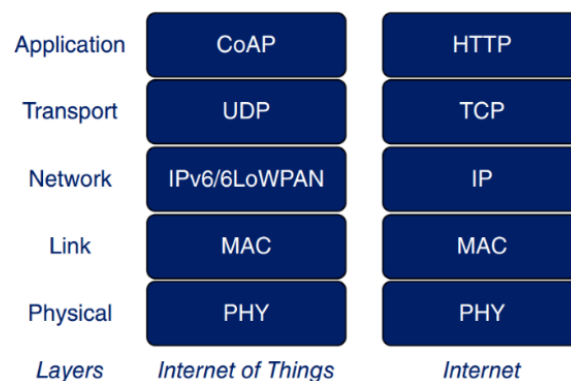 Application CoAP HTTP
Transport UDP TCP
Network IPv6/6LoWPAN IP
Link MAC MAC
Physical PHY PHY
Layers Internet of Things Internet